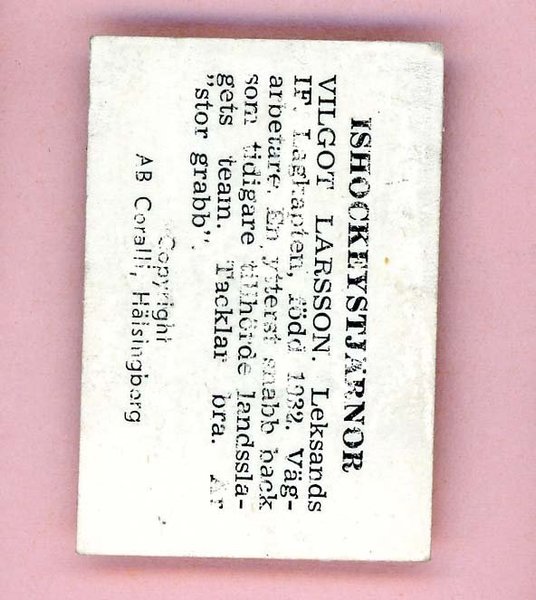 ISHOCKEYSTJÄRNOR
VILGOT LARSSON. Leksands
IF. Lagkapten, född 1932. Väg-
arbetare. En ytterst snabb back
som tidigare tillhörde landssla-
gets team. Tacklar bra. Är
"stor grabb".
Copyright
AB Coralli, Hälsingborg